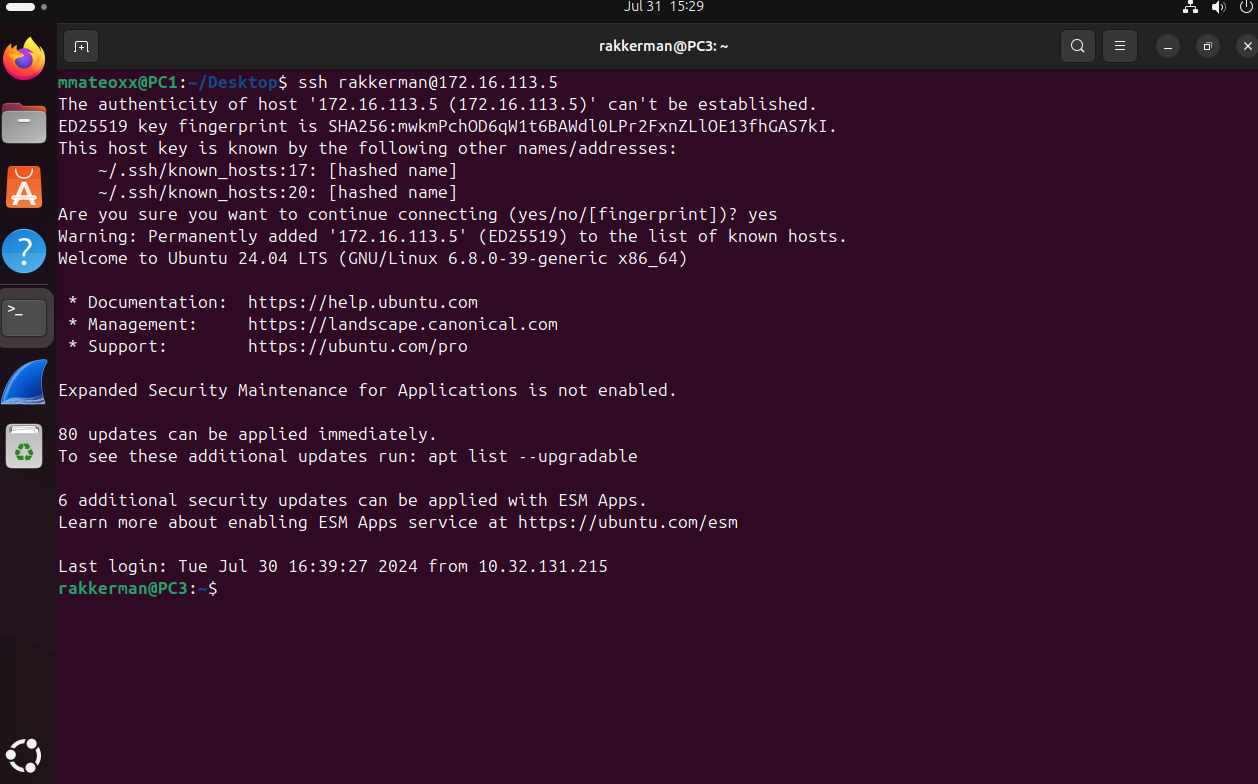 Jul 31 15:29
rakkerman@PC3: ~
mmateoxx@PC1:~/Desktop$ ssh rakkerman@172.16.113.5
The authenticity of host '172.16.113.5 (172.16.113.5)' can't be established.
ED25519 key fingerprint is SHA256:mwkmPchOD6qW1t6BAWdl0LPr2FxnZLlOE13fhGAS7kI.
This host key is known by the following other names/addresses:
    ~/.ssh/known_hosts:17: [hashed name]
    ~/.ssh/known_hosts:20: [hashed name]
Are you sure you want to continue connecting (yes/no/[fingerprint])? yes
Warning: Permanently added '172.16.113.5' (ED25519) to the list of known hosts.
Welcome to Ubuntu 24.04 LTS (GNU/Linux 6.8.0-39-generic x86_64)
 * Documentation:  https://help.ubuntu.com
 * Management:     https://landscape.canonical.com
 * Support:        https://ubuntu.com/pro
Expanded Security Maintenance for Applications is not enabled.
80 updates can be applied immediately.
To see these additional updates run: apt list --upgradable
6 additional security updates can be applied with ESM Apps.
Learn more about enabling ESM Apps service at https://ubuntu.com/esm
Last login: Tue Jul 30 16:39:27 2024 from 10.32.131.215
rakkerman@PC3:~$